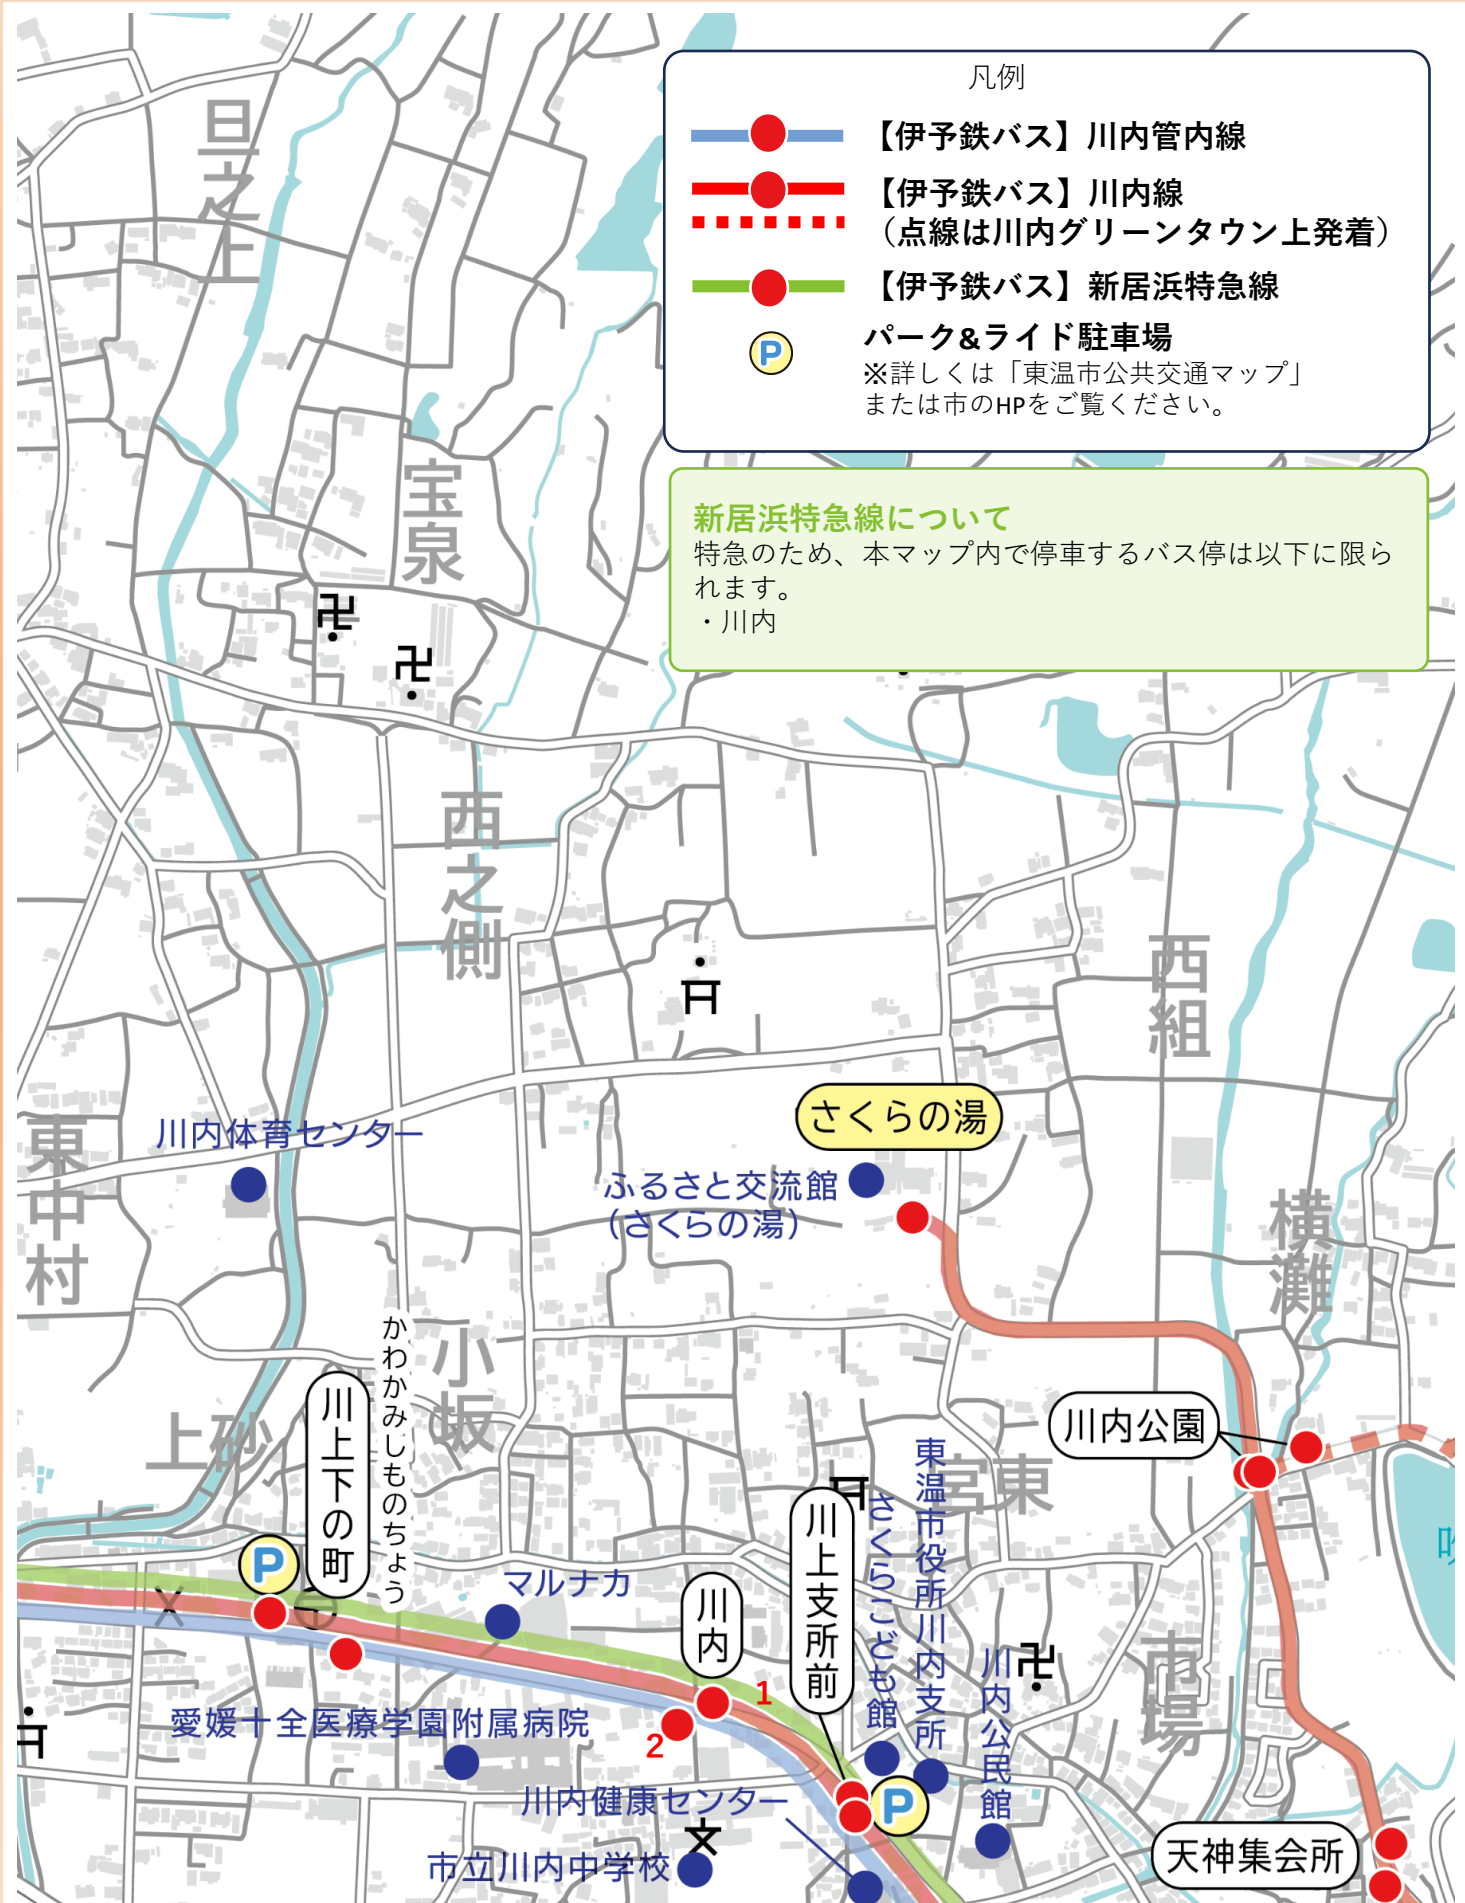 凡例
【伊予鉄バス】川内管内線
【伊予鉄バス】川内線
（点線は川内グリーンタウン上発着）
【伊予鉄バス】新居浜特急線
P
パーク&ライド駐車場
※詳しくは「東温市公共交通マップ」
または市のHPをご覧ください。
新居浜特急線について
特急のため、本マップ内で停車するバス停は以下に限ら
れます。
・川内
旦之上
宝泉
西之側
西組
東中村
川内体育センター
さくらの湯
ふるさと交流館
（さくらの湯）
横灘
小坂
上砂
かわかみしものちょう
川上下の町
川内公園
宮東
東温市役所川内支所
さくらこども館
川上支所前
P
マルナカ
川内
1
2
川内公民館
市場
愛媛十全医療学園附属病院
川内健康センター
P
文
市立川内中学校
天神集会所